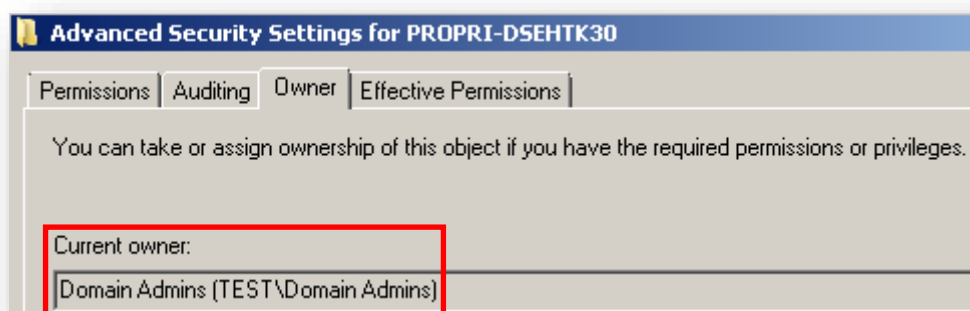 Advanced Security Settings for PROPRI-DSEHTK30
Permissions Auditing Owner Effective Permissions
You can take or assign ownership of this object if you have the required permissions or privileges.
Current owner:
Domain Admins (TEST\Domain Admins)